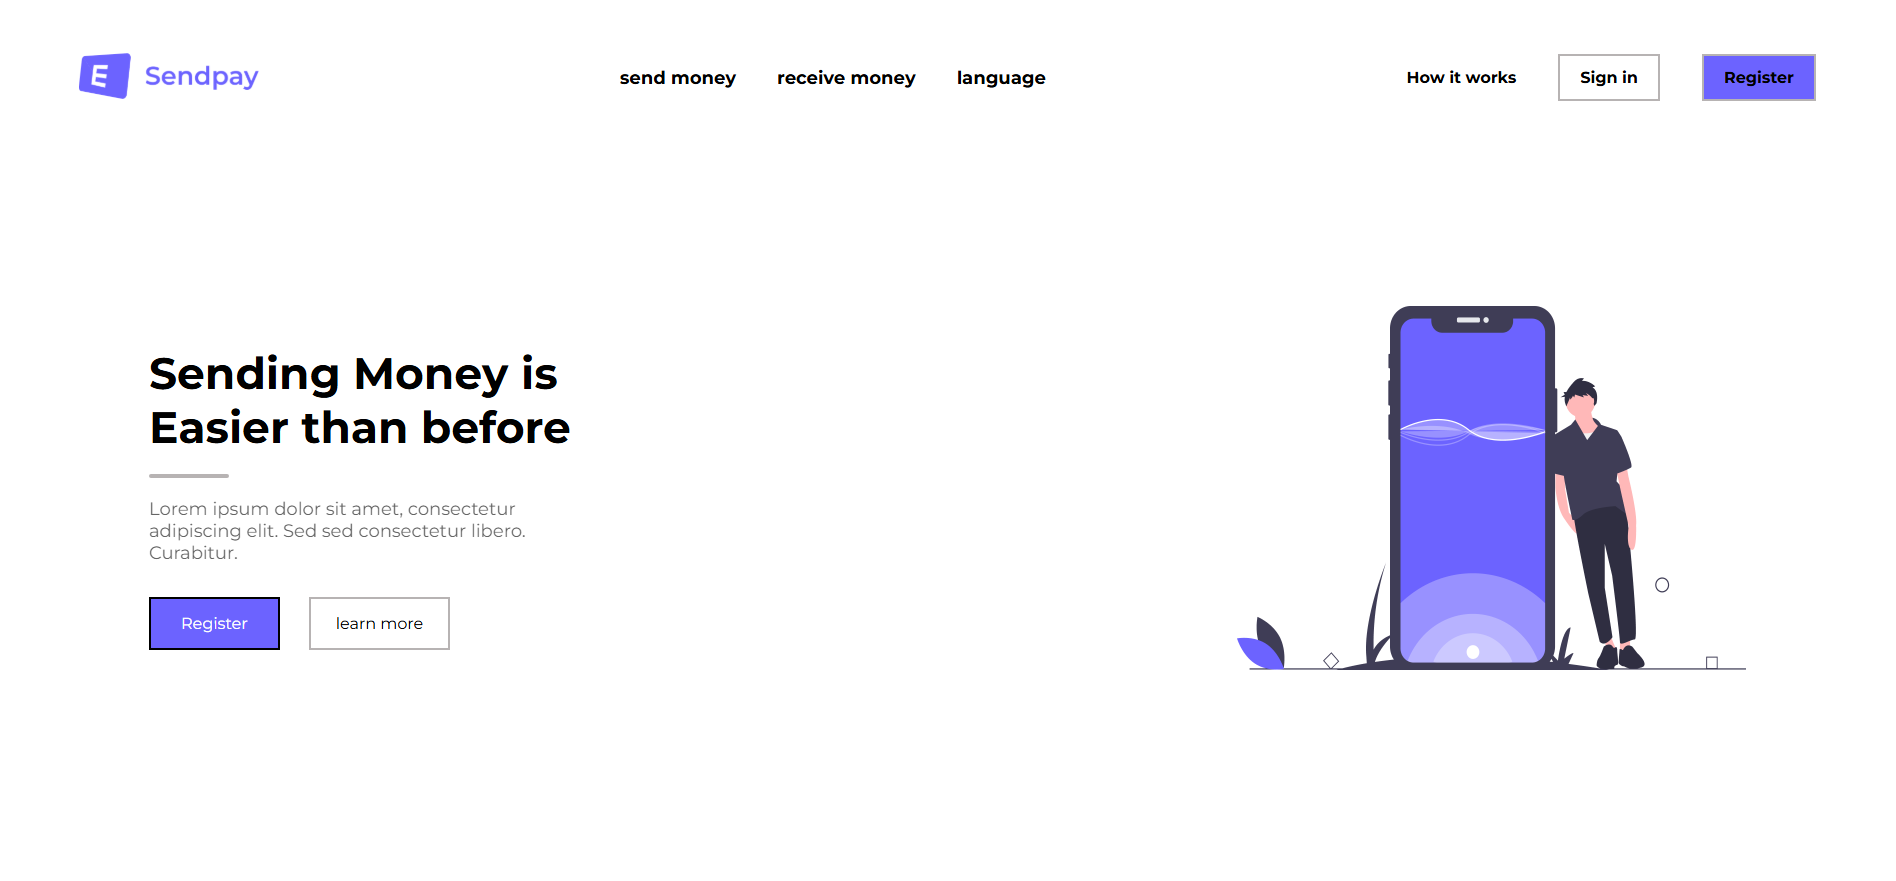 E Sendpay
send money receive money language
How it works Sign in Register
Sending Money is
Easier than before
Lorem ipsum dolor sit amet, consectetur
adipiscing elit. Sed sed consectetur libero.
Curabitur.
Register learn more